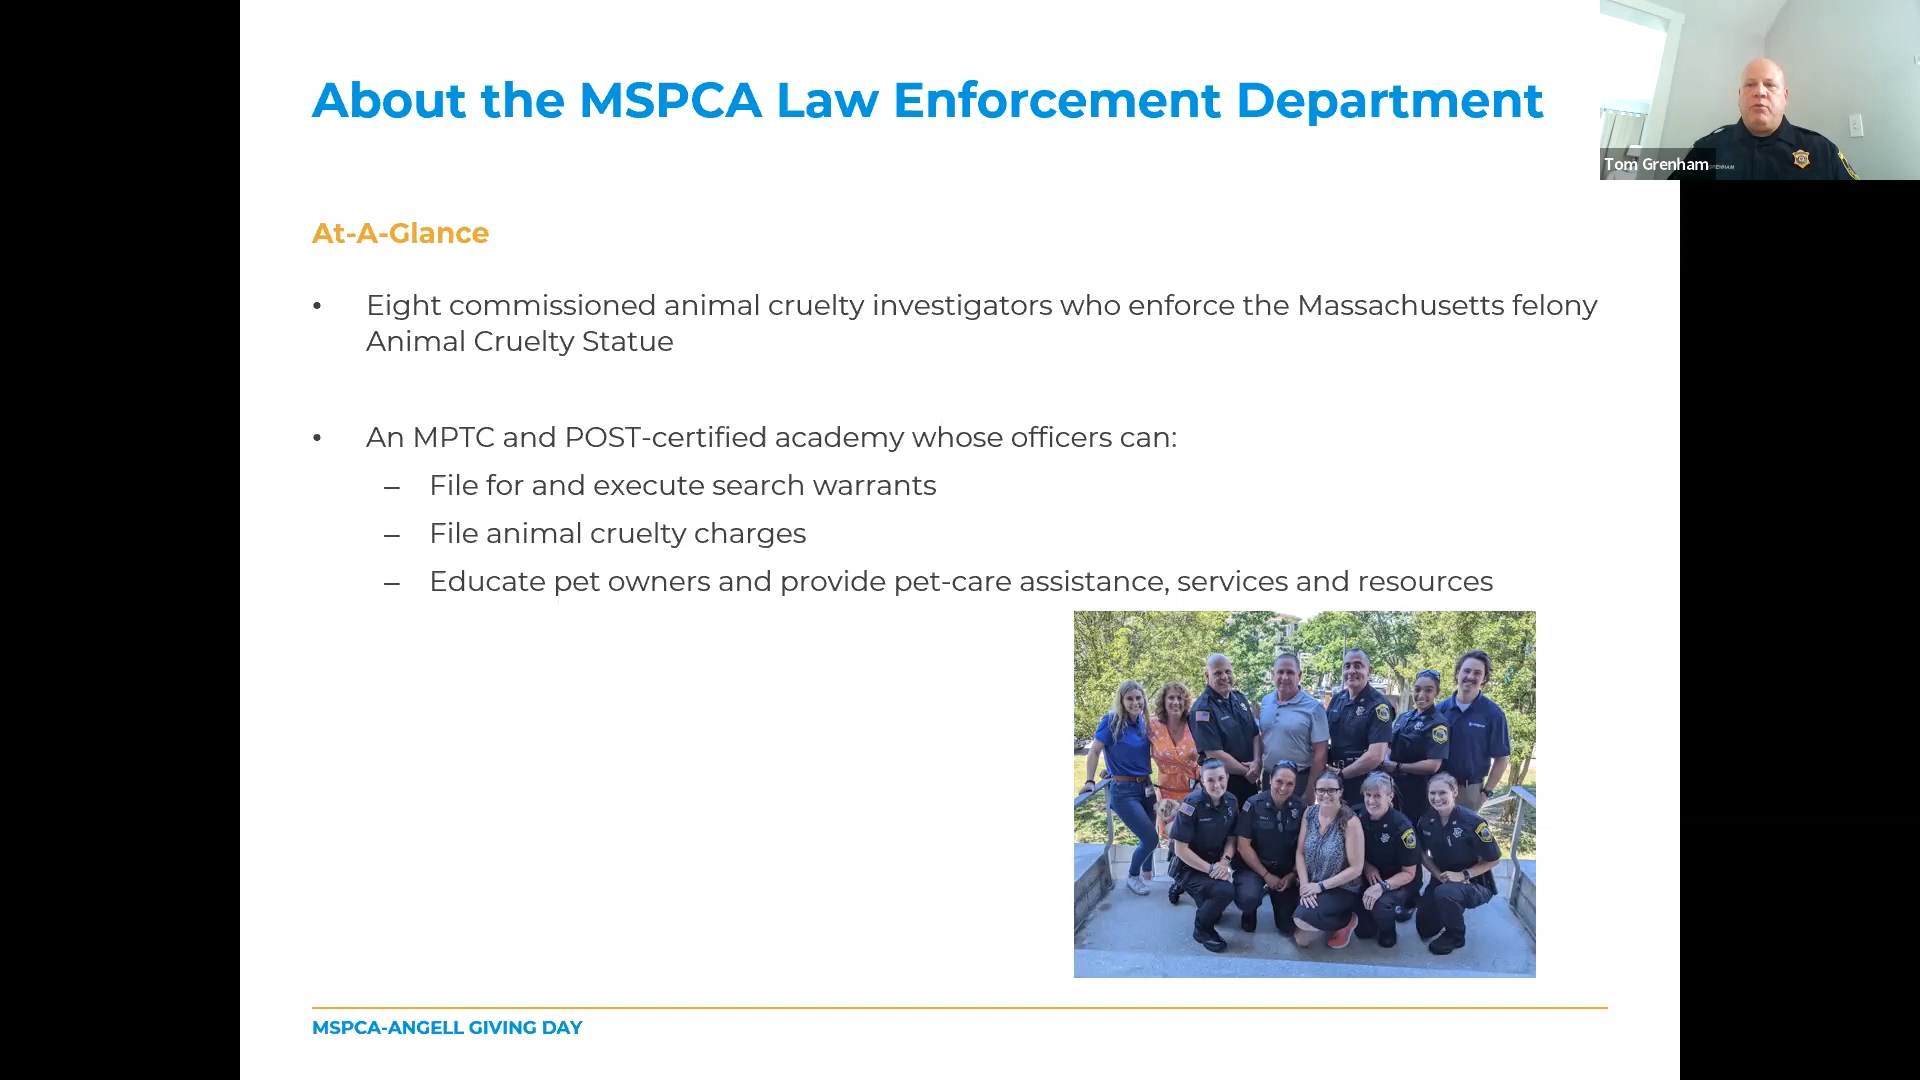 About the MSPCA Law Enforcement Department
Tom Grenham
At-A-Glance
• Eight commissioned animal cruelty investigators who enforce the Massachusetts felony
Animal Cruelty Statue
• An MPTC and POST-certified academy whose officers can:
– File for and execute search warrants
– File animal cruelty charges
– Educate pet owners and provide pet-care assistance, services and resources
MSPCA-ANGELL GIVING DAY